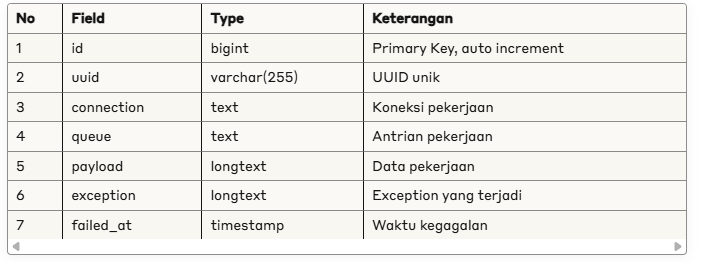 No Field Type Keterangan
1 id bigint Primary Key, auto increment
2 uuid varchar(255) UUID unik
3 connection text Koneksi pekerjaan
4 queue text Antrian pekerjaan
5 payload longtext Data pekerjaan
6 exception longtext Exception yang terjadi
7 failed_at timestamp Waktu kegagalan